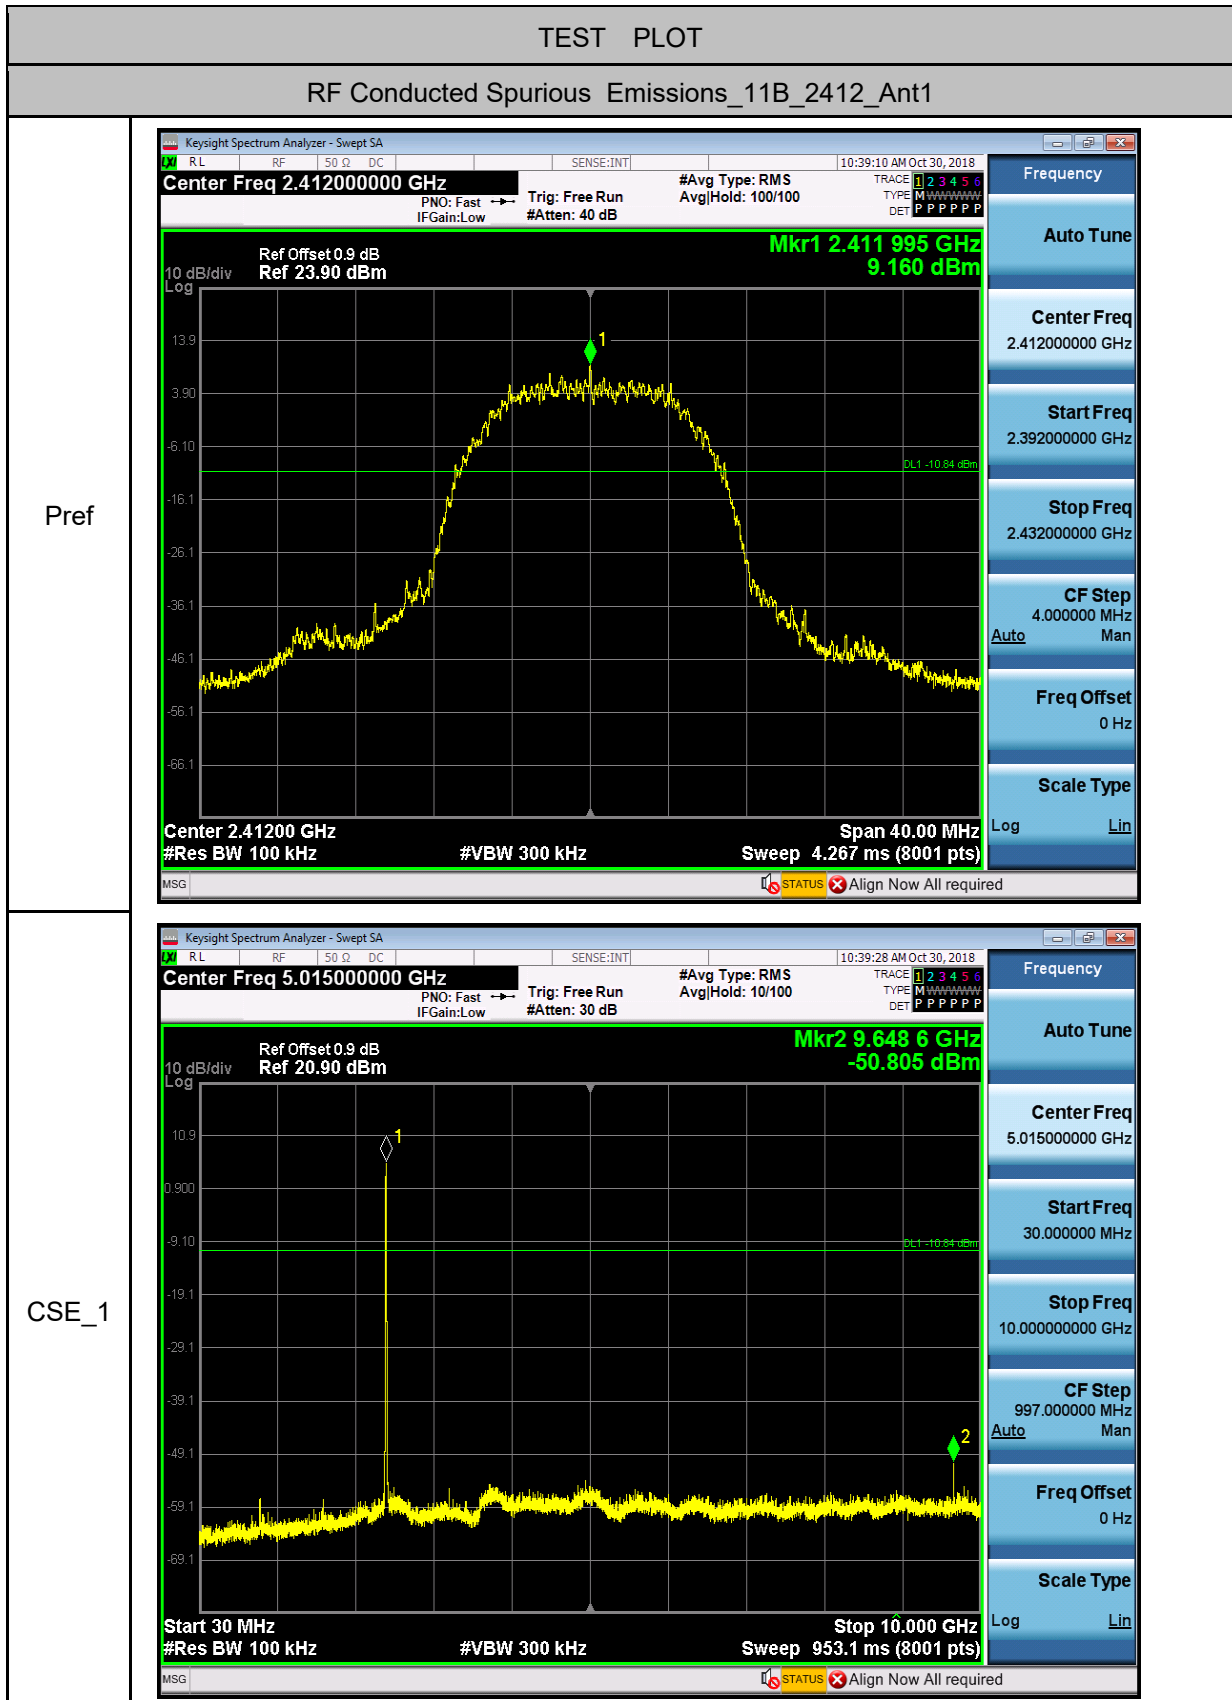 TEST PLOT
RF Conducted Spurious Emissions_11B_2412_Ant1
Pref
Keysight Spectrum Analyzer - Swept SA
LXI RL RF 50 Ω DC SENSE:INT 10:39:10 AM Oct 30, 2018
Center Freq 2.412000000 GHz
PNO: Fast
IFGain:Low
Trig: Free Run
#Atten: 40 dB
#Avg Type: RMS
Avg|Hold: 100/100
TRACE 1 2 3 4 5 6
TYPE M W W W W W
DET P P P P P P
Ref Offset 0.9 dB
10 dB/div Ref 23.90 dBm
Log
Mkr1 2.411 995 GHz
9.160 dBm
1
13.9
3.90
-6.10
DL1 -10.84 dBm
-16.1
-26.1
-36.1
-46.1
-56.1
-66.1
Center 2.41200 GHz Span 40.00 MHz
#Res BW 100 kHz #VBW 300 kHz Sweep 4.267 ms (8001 pts)
MSG STATUS Align Now All required
Frequency
Auto Tune
Center Freq
2.412000000 GHz
Start Freq
2.392000000 GHz
Stop Freq
2.432000000 GHz
CF Step
4.000000 MHz
Auto Man
Freq Offset
0 Hz
Scale Type
Log Lin
CSE_1
Keysight Spectrum Analyzer - Swept SA
LXI RL RF 50 Ω DC SENSE:INT 10:39:28 AM Oct 30, 2018
Center Freq 5.015000000 GHz
PNO: Fast
IFGain:Low
Trig: Free Run
#Atten: 30 dB
#Avg Type: RMS
Avg|Hold: 10/100
TRACE 1 2 3 4 5 6
TYPE M W W W W W
DET P P P P P P
Ref Offset 0.9 dB
10 dB/div Ref 20.90 dBm
Log
Mkr2 9.648 6 GHz
-50.805 dBm
1
10.9
0.900
-9.10
DL1 -10.84 dBm
-19.1
-29.1
-39.1
-49.1
2
-59.1
-69.1
Start 30 MHz Stop 10.000 GHz
#Res BW 100 kHz #VBW 300 kHz Sweep 953.1 ms (8001 pts)
MSG STATUS Align Now All required
Frequency
Auto Tune
Center Freq
5.015000000 GHz
Start Freq
30.000000 MHz
Stop Freq
10.000000000 GHz
CF Step
997.000000 MHz
Auto Man
Freq Offset
0 Hz
Scale Type
Log Lin